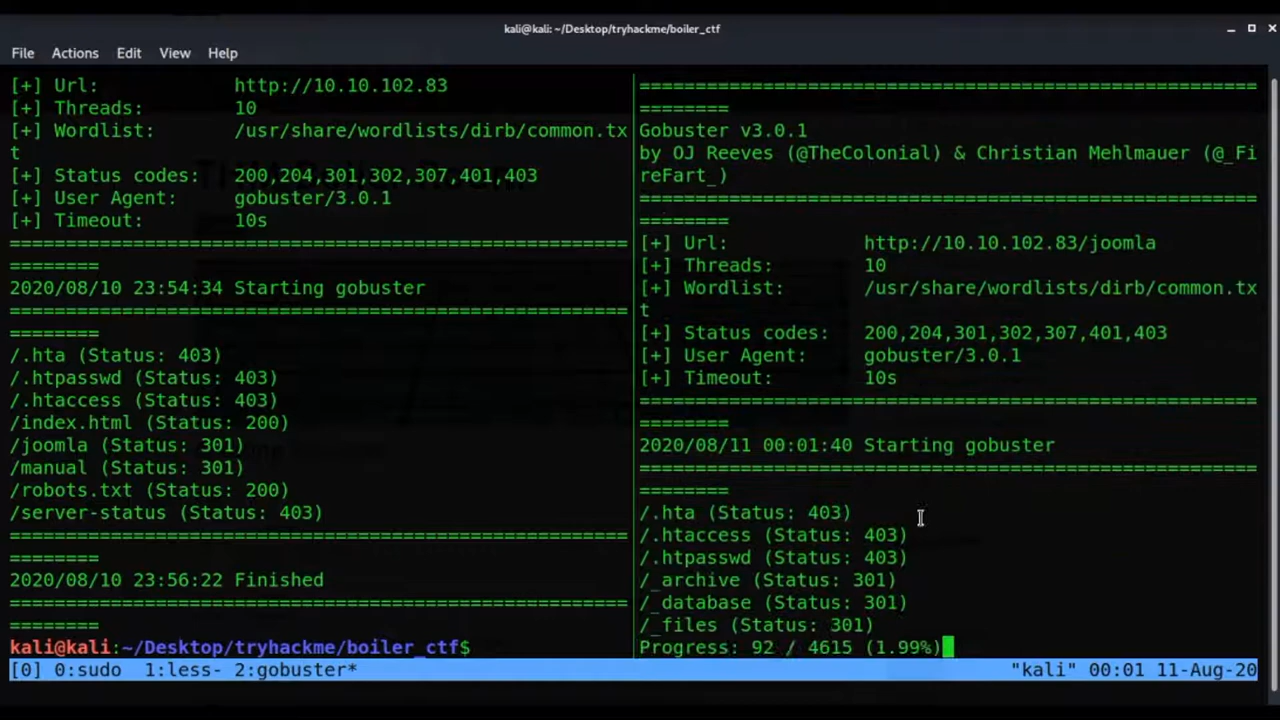 kali@kali: ~/Desktop/tryhackme/boiler_ctf
File Actions Edit View Help
[+] Url: http://10.10.102.83
[+] Threads: 10
[+] Wordlist: /usr/share/wordlists/dirb/common.tx
t
[+] Status codes: 200,204,301,302,307,401,403
[+] User Agent: gobuster/3.0.1
[+] Timeout: 10s
=======================================================
========
2020/08/10 23:54:34 Starting gobuster
=======================================================
========
/.hta (Status: 403)
/.htpasswd (Status: 403)
/.htaccess (Status: 403)
/index.html (Status: 200)
/joomla (Status: 301)
/manual (Status: 301)
/robots.txt (Status: 200)
/server-status (Status: 403)
=======================================================
========
2020/08/10 23:56:22 Finished
=======================================================
========
kali@kali:~/Desktop/tryhackme/boiler_ctf$
=======================================================
========
Gobuster v3.0.1
by OJ Reeves (@TheColonial) & Christian Mehlmauer (@_Fi
reFart_)
=======================================================
========
[+] Url: http://10.10.102.83/joomla
[+] Threads: 10
[+] Wordlist: /usr/share/wordlists/dirb/common.tx
t
[+] Status codes: 200,204,301,302,307,401,403
[+] User Agent: gobuster/3.0.1
[+] Timeout: 10s
=======================================================
========
2020/08/11 00:01:40 Starting gobuster
=======================================================
========
/.hta (Status: 403)
/.htaccess (Status: 403)
/.htpasswd (Status: 403)
/_archive (Status: 301)
/_database (Status: 301)
/_files (Status: 301)
Progress: 92 / 4615 (1.99%)
[0] 0:sudo 1:less- 2:gobuster* "kali" 00:01 11-Aug-20